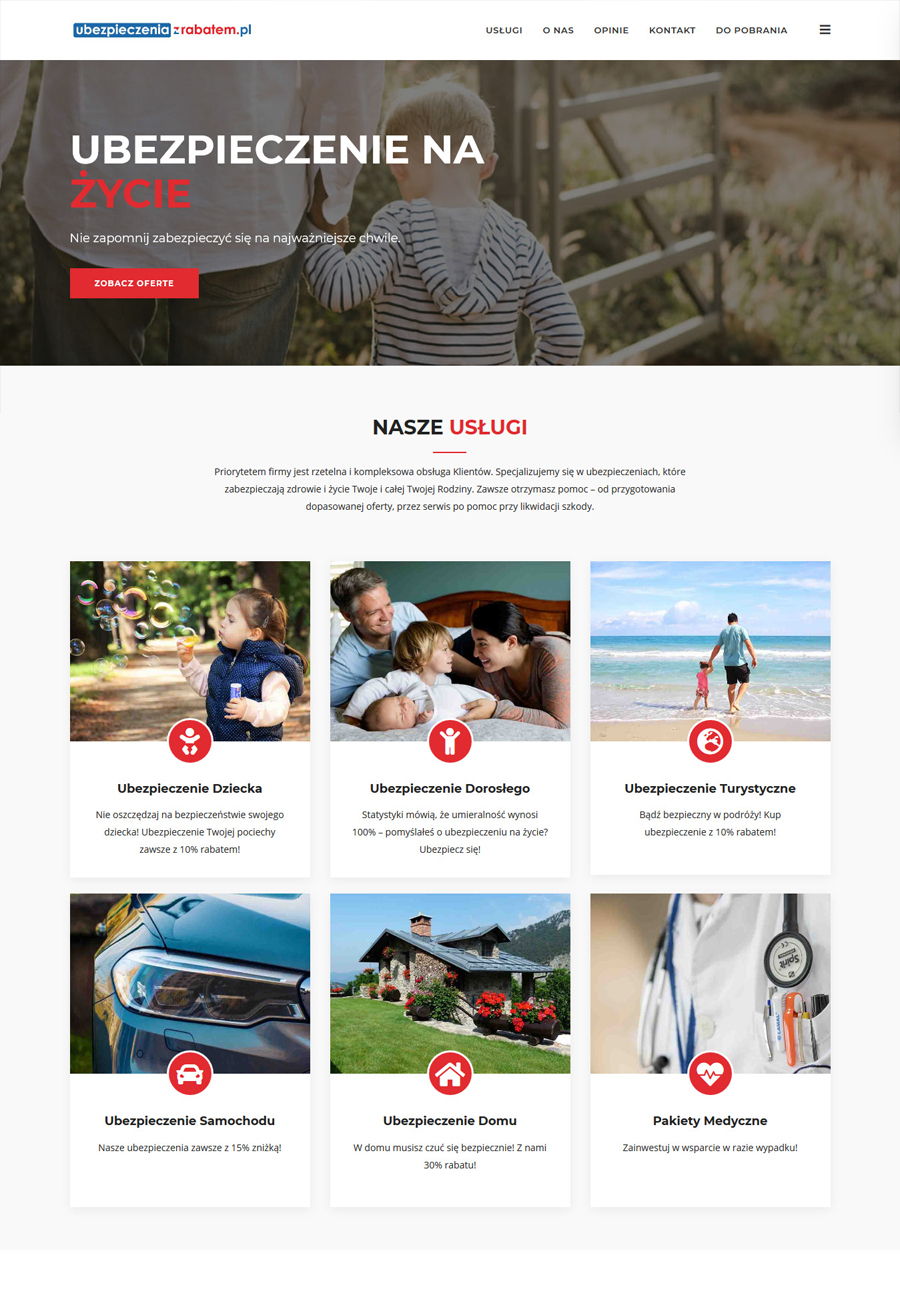 ubezpieczeniazrabatem.pl
USŁUGI O NAS OPINIE KONTAKT DO POBRANIA
UBEZPIECZENIE NA
ŻYCIE
Nie zapomnij zabezpieczyć się na najważniejsze chwile.
ZOBACZ OFERTE
NASZE USŁUGI
Priorytetem firmy jest rzetelna i kompleksowa obsługa Klientów. Specjalizujemy się w ubezpieczeniach, które
zabezpieczają zdrowie i życie Twoje i całej Twojej Rodziny. Zawsze otrzymasz pomoc – od przygotowania
dopasowanej oferty, przez serwis po pomoc przy likwidacji szkody.
Ubezpieczenie Dziecka
Nie oszczędzaj na bezpieczeństwie swojego
dziecka! Ubezpieczenie Twojej pociechy
zawsze z 10% rabatem!
Ubezpieczenie Dorosłego
Statystyki mówią, że umieralność wynosi
100% – pomyślałeś o ubezpieczeniu na życie?
Ubezpiecz się!
Ubezpieczenie Turystyczne
Bądź bezpieczny w podróży! Kup
ubezpieczenie z 10% rabatem!
Spirit
Ubezpieczenie Samochodu
Nasze ubezpieczenia zawsze z 15% zniżką!
Ubezpieczenie Domu
W domu musisz czuć się bezpiecznie! Z nami
30% rabatu!
Pakiety Medyczne
Zainwestuj w wsparcie w razie wypadku!